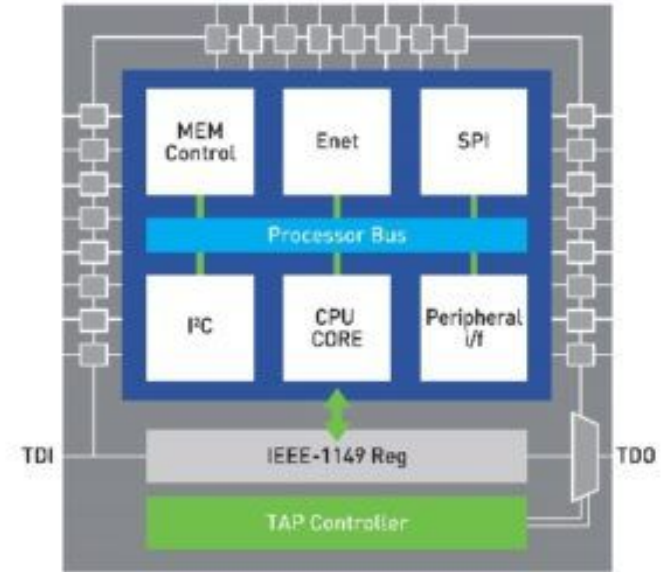 MEM
Control
Enet
SPI
Processor Bus
I²C
CPU
CORE
Peripheral
i/f
TDI
IEEE-1149 Reg
TDO
TAP Controller